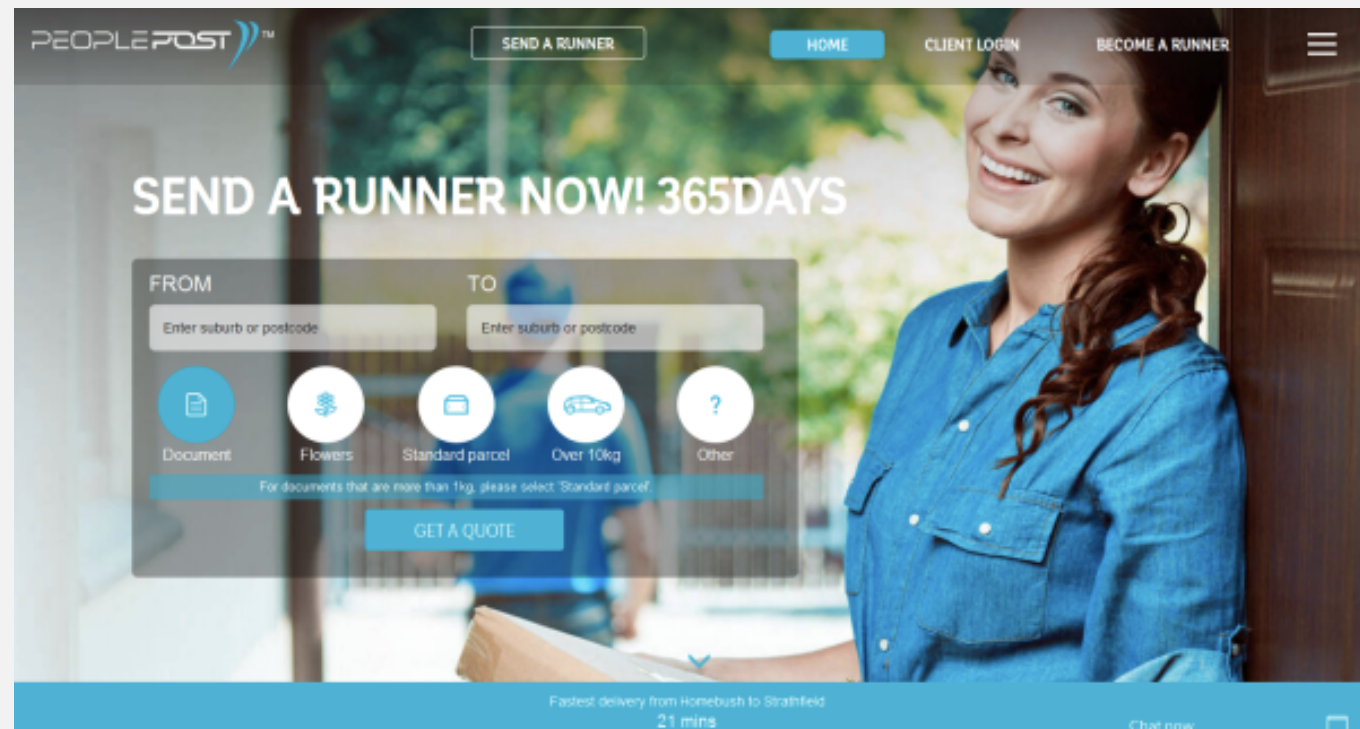 PEOPLEPOST TM
SEND A RUNNER
HOME
CLIENT LOGIN
BECOME A RUNNER
SEND A RUNNER NOW! 365DAYS
FROM
TO
Enter suburb or postcode
Enter suburb or postcode
?
Document
Flowers
Standard parcel
Over 10kg
Other
For documents that are more than 1kg, please select 'Standard parcel'.
GET A QUOTE
Fastest delivery from Homebush to Strathfield
21 mins
Chat now